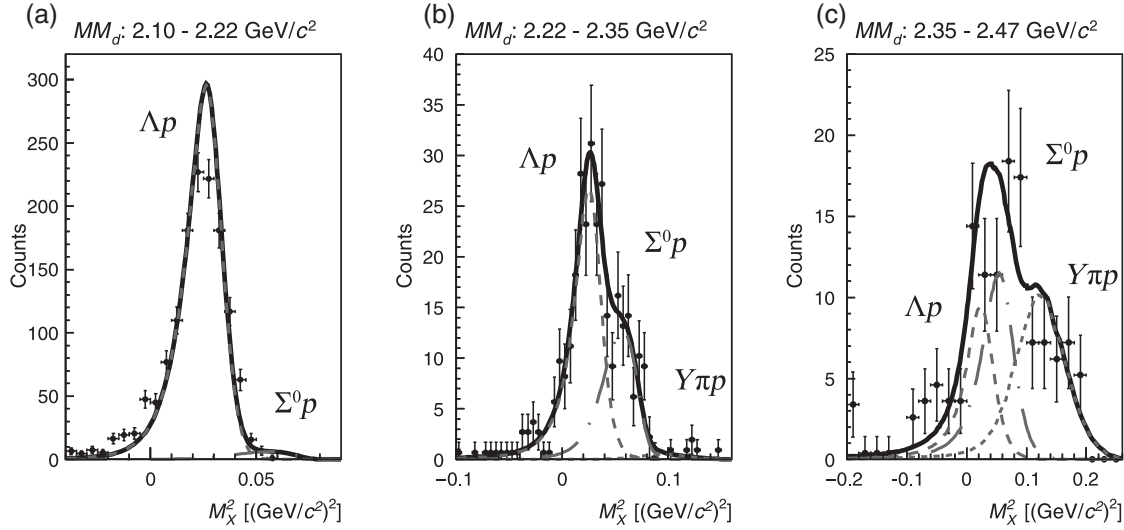 (a)
MM_d: 2.10 - 2.22 GeV/c²
Counts
300
250
200
150
100
50
0
Λp
Σ⁰p
0
0.05
M_X² [(GeV/c²)²]
(b)
MM_d: 2.22 - 2.35 GeV/c²
Counts
40
35
30
25
20
15
10
5
0
Λp
Σ⁰p
Yπp
-0.1
0
0.1
M_X² [(GeV/c²)²]
(c)
MM_d: 2.35 - 2.47 GeV/c²
Counts
25
20
15
10
5
0
Σ⁰p
Yπp
Λp
-0.2
-0.1
0
0.1
0.2
M_X² [(GeV/c²)²]